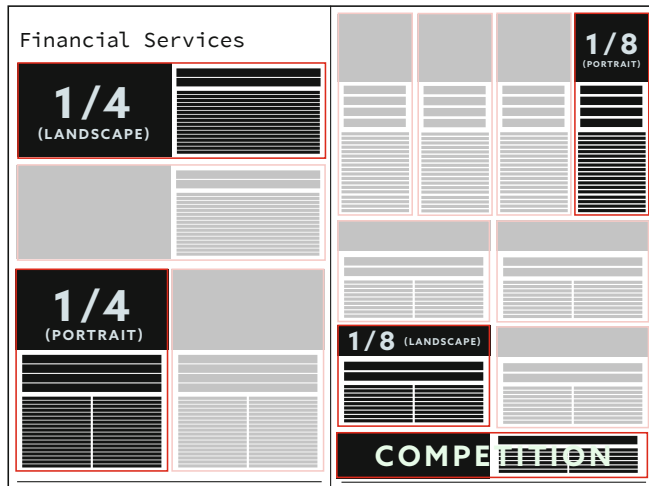 Financial Services
1/4
(LANDSCAPE)
1/4
(PORTRAIT)
1/8
(PORTRAIT)
1/8 (LANDSCAPE)
COMPETITION